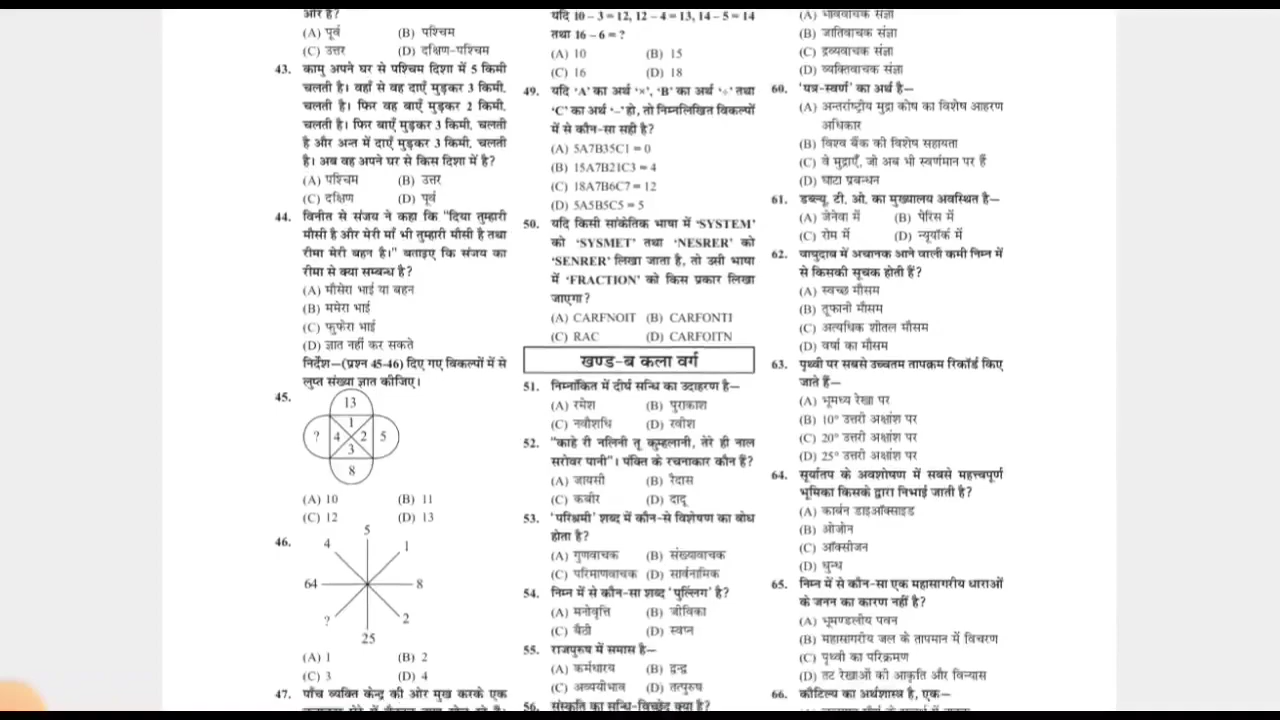 और है?
(A) पूर्व (B) पश्चिम
(C) उत्तर (D) दक्षिण-पश्चिम
43. कामु अपने घर से पश्चिम दिशा में 5 किमी
चलती है। वहाँ से वह दाएँ मुड़कर 3 किमी.
चलती है। फिर वह बाएँ मुड़कर 2 किमी,
चलती है। फिर बाएँ मुड़कर 3 किमी, चलती
है और अन्त में दाएँ मुड़कर 3 किमी, चलती
है। अब वह अपने घर से किस दिशा में है?
(A) पश्चिम (B) उत्तर
(C) दक्षिण (D) पूर्व
44. विनीत से संजय ने कहा कि "दिया तुम्हारी
मौसी है और मेरी माँ भी तुम्हारी मौसी है तथा
रीमा मेरी बहन है।" बताइए कि संजय का
रीमा से क्या सम्बन्ध है?
(A) मौसेरा भाई या बहन
(B) ममेरा भाई
(C) फुफेरा भाई
(D) ज्ञात नहीं कर सकते
निर्देश—(प्रश्न 45-46) दिए गए विकल्पों में से
लुप्त संख्या ज्ञात कीजिए।
45.
13
1
? 4 2 5
3
8
(A) 10 (B) 11
(C) 12 (D) 13
46.
5
4 1
64 8
? 2
25
(A) 1 (B) 2
(C) 3 (D) 4
47. पाँच व्यक्ति केन्द्र की ओर मुख करके एक
यदि 10 – 3 = 12, 12 – 4 = 13, 14 – 5 = 14
तथा 16 – 6 = ?
(A) 10 (B) 15
(C) 16 (D) 18
49. यदि 'A' का अर्थ '×', 'B' का अर्थ '÷' तथा
'C' का अर्थ '–' हो, तो निम्नलिखित विकल्पों
में से कौन-सा सही है?
(A) 5A7B35C1 = 0
(B) 15A7B21C3 = 4
(C) 18A7B6C7 = 12
(D) 5A5B5C5 = 5
50. यदि किसी सांकेतिक भाषा में 'SYSTEM'
को 'SYSMET' तथा 'NESRER' को
'SENRER' लिखा जाता है, तो उसी भाषा
में 'FRACTION' को किस प्रकार लिखा
जाएगा?
(A) CARFNOIT (B) CARFONTI
(C) RAC (D) CARFOITN
खण्ड-ब कला वर्ग
51. निम्नांकित में दीर्घ सन्धि का उदाहरण है—
(A) रमेश (B) पुराकाश
(C) नवौशधि (D) रवीश
52. "काहे री नलिनी तू कुम्हलानी, तेरे ही नाल
सरोवर पानी"। पंक्ति के रचनाकार कौन हैं?
(A) जायसी (B) रैदास
(C) कबीर (D) दादू
53. 'परिश्रमी' शब्द में कौन-से विशेषण का बोध
होता है?
(A) गुणवाचक (B) संख्यावाचक
(C) परिमाणवाचक (D) सार्वनामिक
54. निम्न में से कौन-सा शब्द 'पुल्लिंग' है?
(A) मनोवृत्ति (B) जीविका
(C) बैठी (D) स्वप्न
55. राजपुरुष में समास है—
(A) कर्मधारय (B) द्वन्द्व
(C) अव्ययीभाव (D) तत्पुरुष
56. संस्कृति का सन्धि-विच्छेद क्या है?
(A) भाववाचक संज्ञा
(B) जातिवाचक संज्ञा
(C) द्रव्यवाचक संज्ञा
(D) व्यक्तिवाचक संज्ञा
60. 'पत्र-स्वर्ण' का अर्थ है—
(A) अन्तर्राष्ट्रीय मुद्रा कोष का विशेष आहरण
अधिकार
(B) विश्व बैंक की विशेष सहायता
(C) वे मुद्राएँ, जो अब भी स्वर्णमान पर हैं
(D) घाटा प्रबन्धन
61. डब्ल्यू. टी. ओ. का मुख्यालय अवस्थित है—
(A) जेनेवा में (B) पेरिस में
(C) रोम में (D) न्यूयॉर्क में
62. वायुदाब में अचानक आने वाली कमी निम्न में
से किसकी सूचक होती हैं?
(A) स्वच्छ मौसम
(B) तूफानी मौसम
(C) अत्यधिक शीतल मौसम
(D) वर्षा का मौसम
63. पृथ्वी पर सबसे उच्चतम तापक्रम रिकॉर्ड किए
जाते हैं—
(A) भूमध्य रेखा पर
(B) 10° उत्तरी अक्षांश पर
(C) 20° उत्तरी अक्षांश पर
(D) 25° उत्तरी अक्षांश पर
64. सूर्यातप के अवशोषण में सबसे महत्त्वपूर्ण
भूमिका किसके द्वारा निभाई जाती है?
(A) कार्बन डाइऑक्साइड
(B) ओजोन
(C) ऑक्सीजन
(D) धुन्ध
65. निम्न में से कौन-सा एक महासागरीय धाराओं
के जनन का कारण नहीं है?
(A) भूमण्डलीय पवन
(B) महासागरीय जल के तापमान में विचरण
(C) पृथ्वी का परिक्रमण
(D) तट रेखाओं की आकृति और विन्यास
66. कौटिल्य का अर्थशास्त्र है, एक—